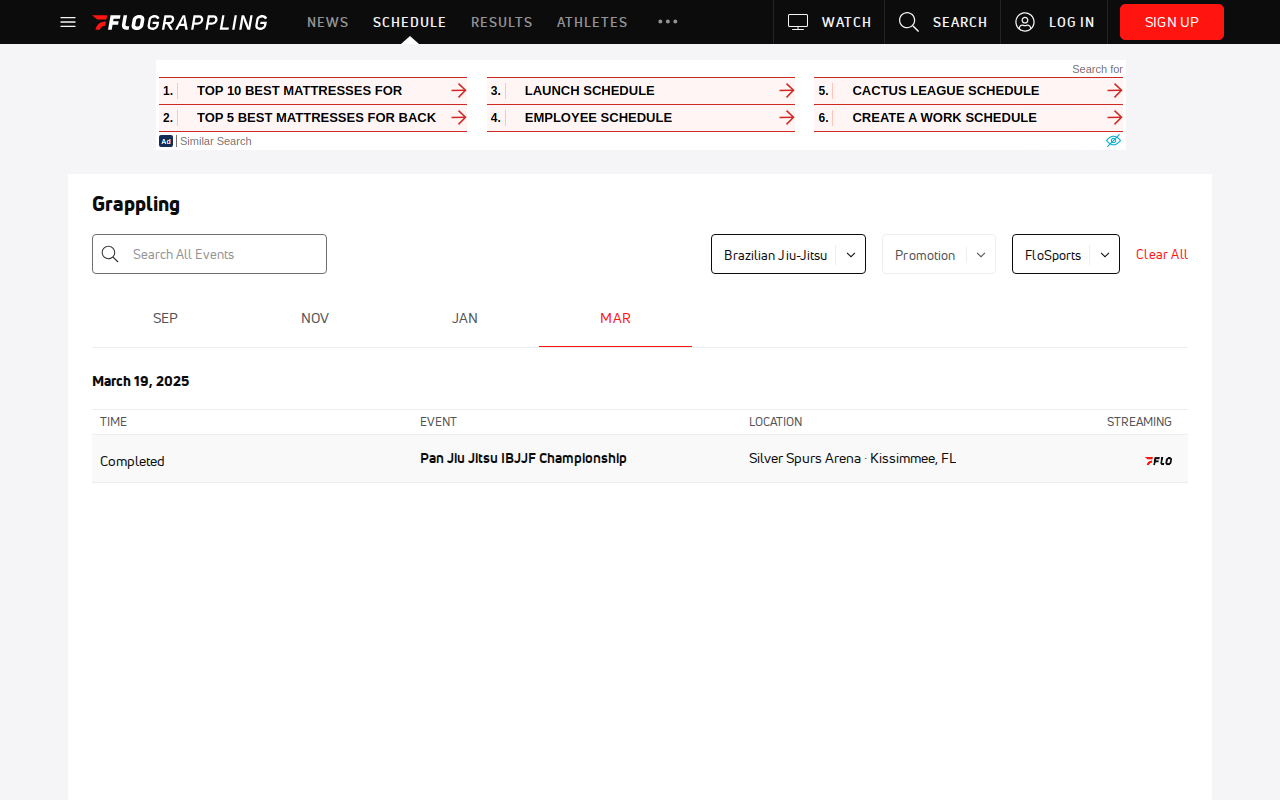 FLOGRAPPLING NEWS SCHEDULE RESULTS ATHLETES WATCH SEARCH LOG IN SIGN UP
Search for
1. TOP 10 BEST MATTRESSES FOR
3. LAUNCH SCHEDULE
5. CACTUS LEAGUE SCHEDULE
2. TOP 5 BEST MATTRESSES FOR BACK
4. EMPLOYEE SCHEDULE
6. CREATE A WORK SCHEDULE
Ad | Similar Search
Grappling
Search All Events
Brazilian Jiu-Jitsu Promotion FloSports Clear All
SEP NOV JAN MAR
March 19, 2025
TIME EVENT LOCATION STREAMING
Completed Pan Jiu Jitsu IBJJF Championship Silver Spurs Arena · Kissimmee, FL FLO